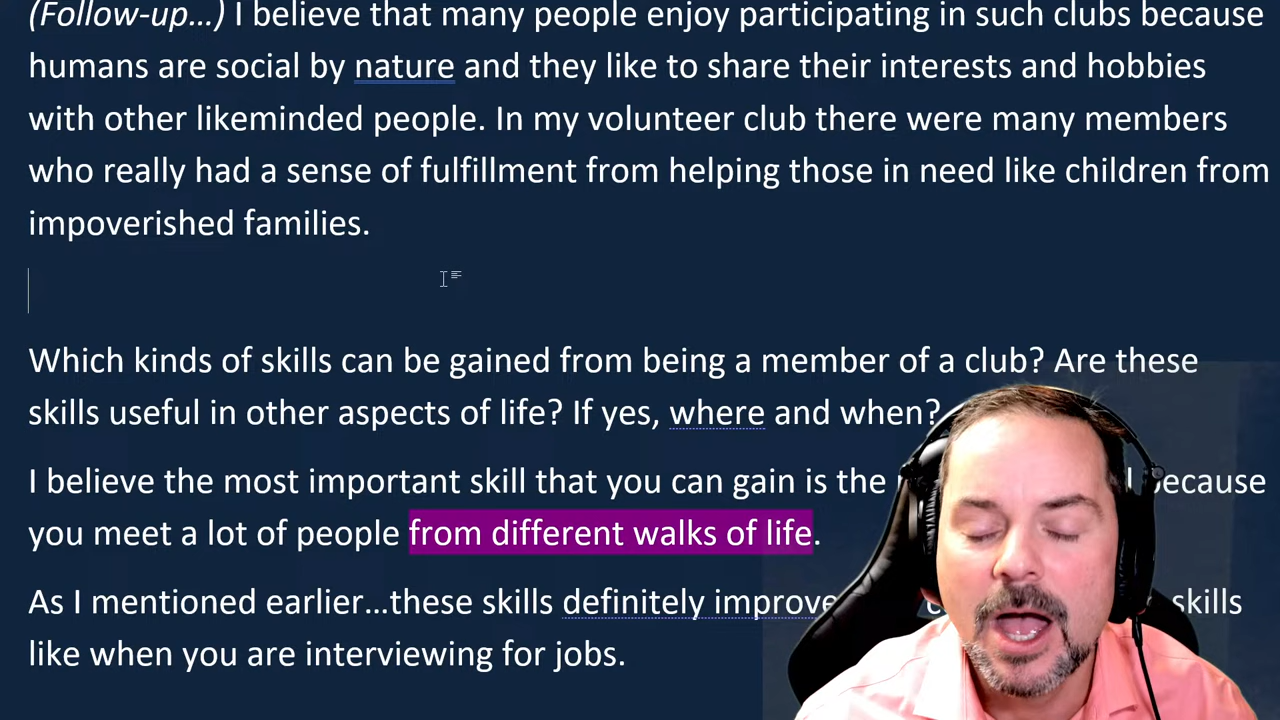 (Follow-up...) I believe that many people enjoy participating in such clubs because
humans are social by nature and they like to share their interests and hobbies
with other likeminded people. In my volunteer club there were many members
who really had a sense of fulfillment from helping those in need like children from
impoverished families.
Which kinds of skills can be gained from being a member of a club? Are these
skills useful in other aspects of life? If yes, where and when?
I believe the most important skill that you can gain is the because
you meet a lot of people from different walks of life.
As I mentioned earlier...these skills definitely improve skills
like when you are interviewing for jobs.